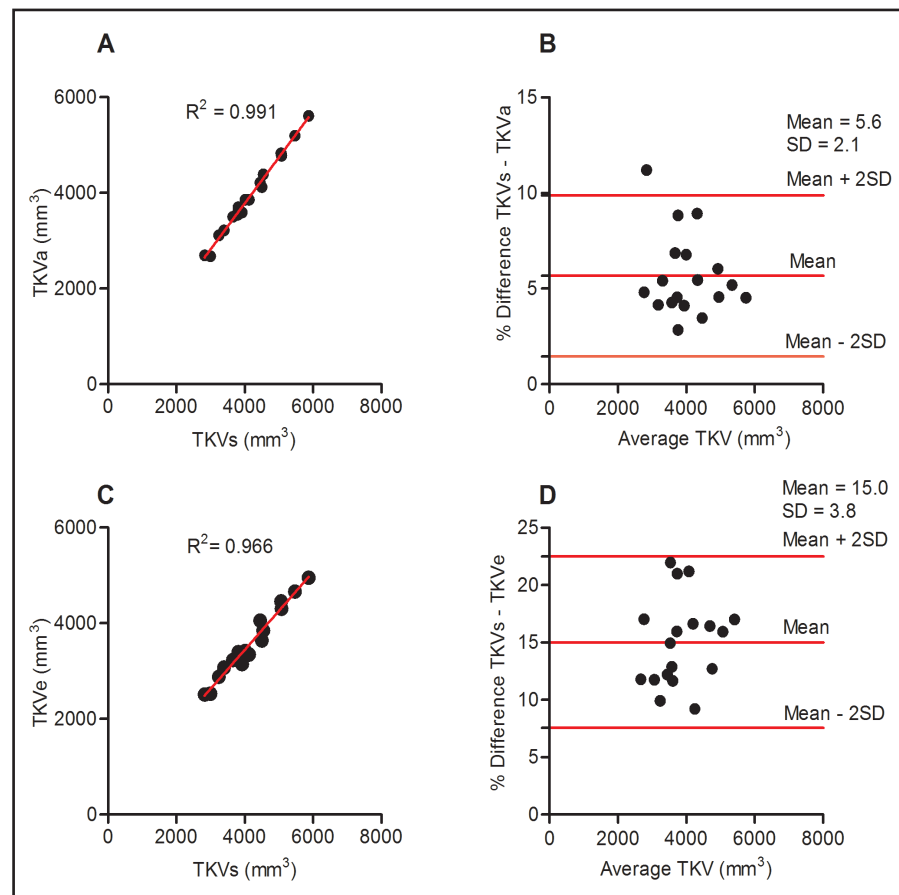 A
R² = 0.991
6000
4000
2000
0
0 2000 4000 6000 8000
TKVa (mm³)
TKVs (mm³)
B
Mean = 5.6
SD = 2.1
Mean + 2SD
Mean
Mean - 2SD
15
10
5
0
0 2000 4000 6000 8000
% Difference TKVs - TKVa
Average TKV (mm³)
C
R²= 0.966
6000
4000
2000
0
0 2000 4000 6000 8000
TKVe (mm³)
TKVs (mm³)
D
Mean = 15.0
SD = 3.8
Mean + 2SD
Mean
Mean - 2SD
25
20
15
10
5
0
0 2000 4000 6000 8000
% Difference TKVs - TKVe
Average TKV (mm³)